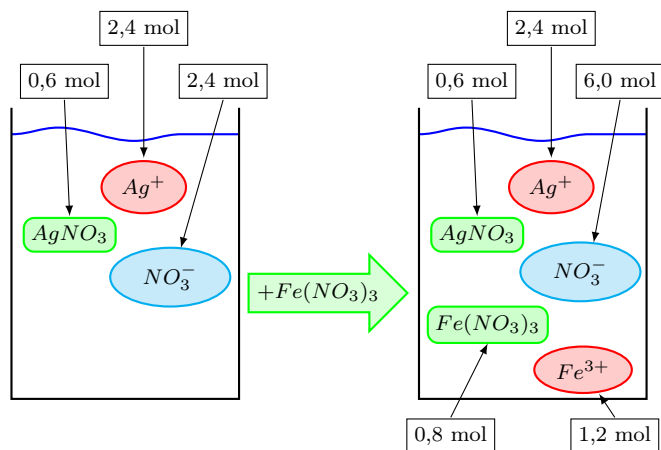 2,4 mol
0,6 mol
2,4 mol
Ag⁺
AgNO₃
NO₃⁻
+Fe(NO₃)₃
2,4 mol
0,6 mol
6,0 mol
Ag⁺
AgNO₃
NO₃⁻
Fe(NO₃)₃
Fe³⁺
0,8 mol
1,2 mol